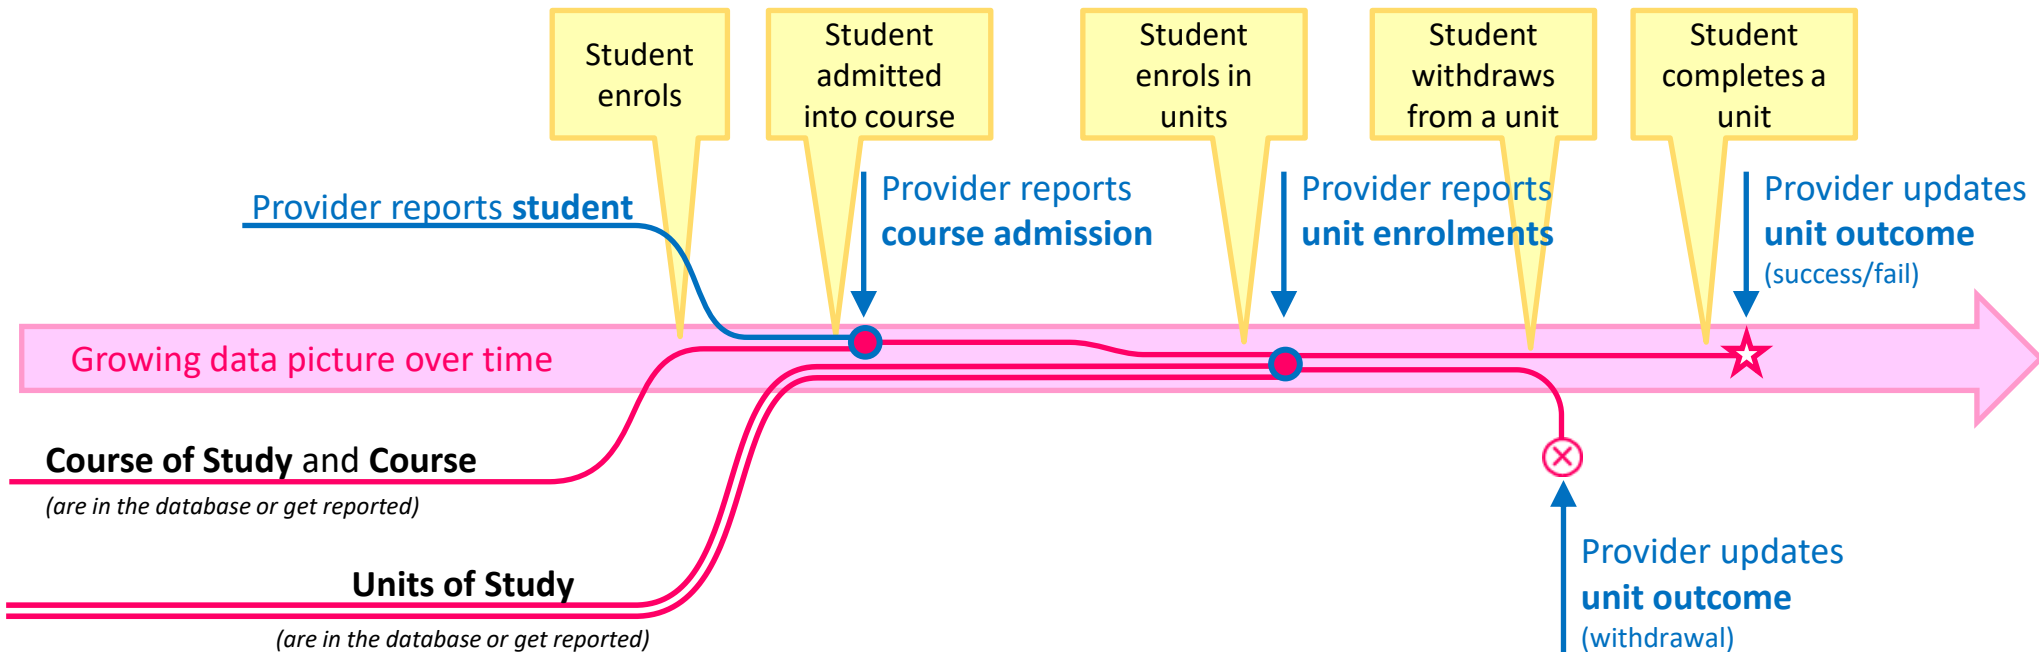 Student
enrols
Student
admitted
into course
Student
enrols in
units
Student
withdraws
from a unit
Student
completes a
unit
Provider reports student
Provider reports
course admission
Provider reports
unit enrolments
Provider updates
unit outcome
(success/fail)
Growing data picture over time
Course of Study and Course
(are in the database or get reported)
Units of Study
(are in the database or get reported)
Provider updates
unit outcome
(withdrawal)